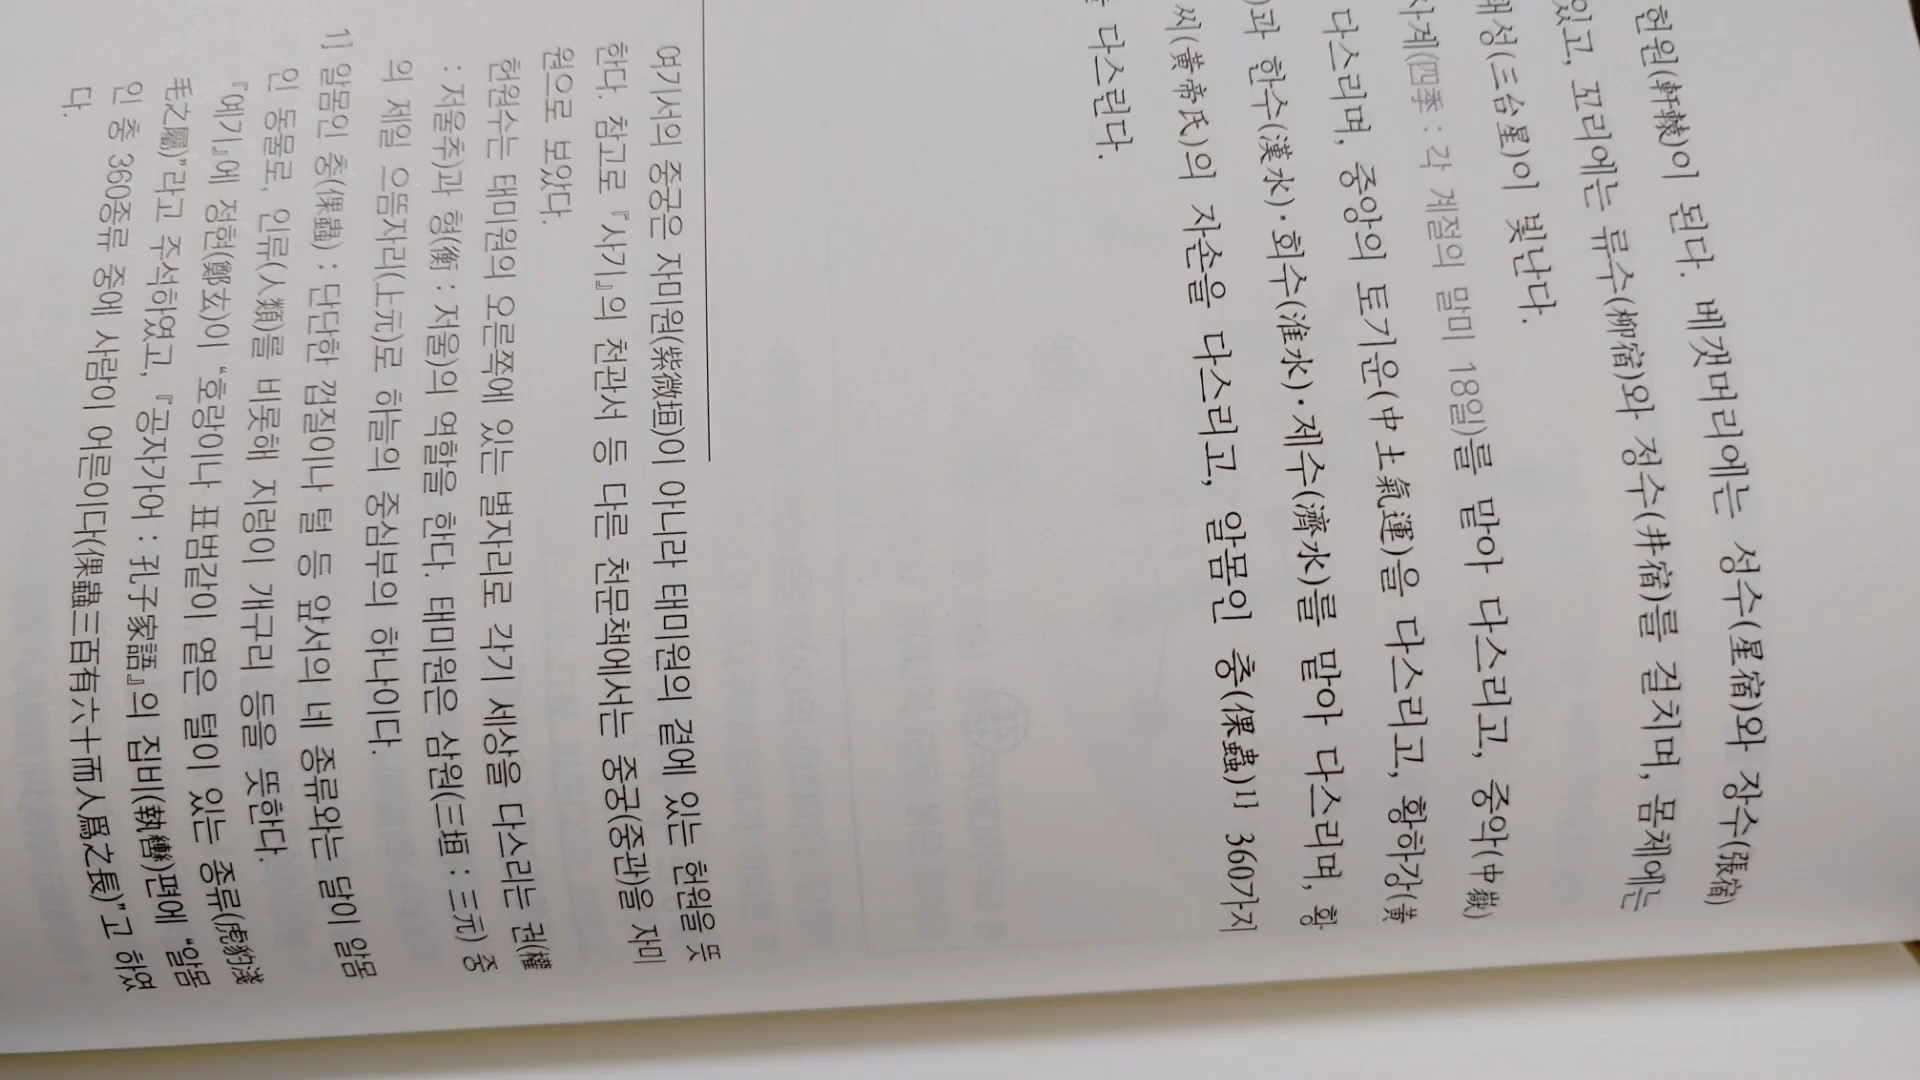 헌원(軒轅)이 된다. 베갯머리에는 성수(星宿)와 장수(張宿)
있고, 꼬리에는 류수(柳宿)와 정수(井宿)를 걸치며, 몸체에는
태성(三台星)이 빛난다.
사계(四季 : 각 계절의 말미 18일)를 맡아 다스리고, 중악(中嶽)
다스리며, 중앙의 토기운(中土氣運)을 다스리고, 황하강(黃
)과 한수(漢水)·회수(淮水)·제수(濟水)를 맡아 다스리며, 황
씨(黃帝氏)의 자손을 다스리고, 알몸인 충(倮蟲)1] 360가지
를 다스린다.
여기서의 중궁은 자미원(紫微垣)이 아니라 태미원의 곁에 있는 헌원을 뜻
한다. 참고로 『사기』의 천관서 등 다른 천문책에서는 중궁(중관)을 자미
원으로 보았다.
헌원수는 태미원의 오른쪽에 있는 별자리로 각기 세상을 다스리는 권(權
: 저울추)과 형(衡 : 저울)의 역할을 한다. 태미원은 삼원(三垣 : 三元) 중
의 제일 으뜸자리(上元)로 하늘의 중심부의 하나이다.
1] 알몸인 충(倮蟲) : 단단한 껍질이나 털 등 앞서의 네 종류와는 달이 알몸
인 동물로, 인류(人類)를 비롯해 지렁이 개구리 등을 뜻한다.
『예기』에 정현(鄭玄)이 “호랑이나 표범같이 옅은 털이 있는 종류(虎豹淺
毛之屬)”라고 주석하였고, 『공자가어 : 孔子家語』의 집비(執轡)편에 “알몸
인 충 360종류 중에 사람이 어른이다(倮蟲三百有六十而人爲之長)”고 하였
다.